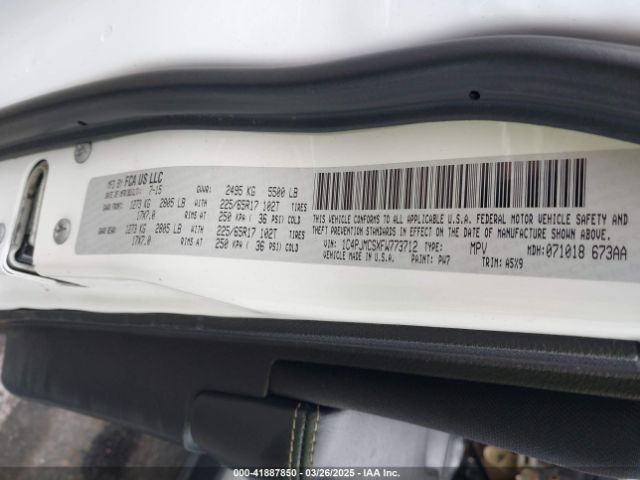 MFG BY FCA US LLC
DATE OF MFR 7-15 GVWR: 2495 KG 5500 LB
GAWR FRONT: 1273 KG 2805 LB WITH 225/65R17 102T TIRES
17X7.0 RIMS AT 250 KPA ( 36 PSI) COLD
GAWR REAR: 1273 KG 2805 LB WITH 225/65R17 102T TIRES
17X7.0 RIMS AT 250 KPA ( 36 PSI) COLD
THIS VEHICLE CONFORMS TO ALL APPLICABLE U.S.A. FEDERAL MOTOR VEHICLE SAFETY AND
THEFT PREVENTION STANDARDS IN EFFECT ON THE DATE OF MANUFACTURE SHOWN ABOVE.
VIN: 1C4PJMCSXFW773712 TYPE: MPV MDH: 071018 673AA
VEHICLE MADE IN U.S.A. PAINT: PW7 TRIM: A5X9
00-41887850 | 03/26/2025 | IAA Inc.